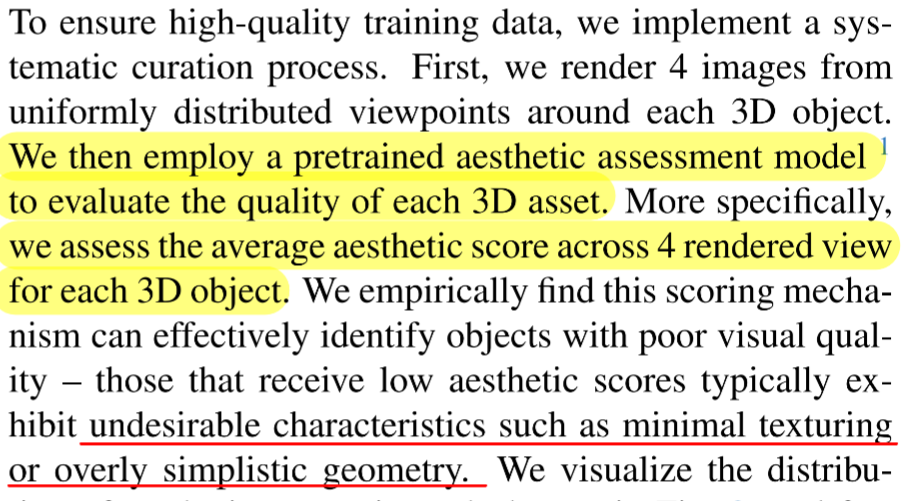 To ensure high-quality training data, we implement a sys-
tematic curation process. First, we render 4 images from
uniformly distributed viewpoints around each 3D object.
We then employ a pretrained aesthetic assessment model 1
to evaluate the quality of each 3D asset. More specifically,
we assess the average aesthetic score across 4 rendered view
for each 3D object. We empirically find this scoring mecha-
nism can effectively identify objects with poor visual qual-
ity – those that receive low aesthetic scores typically ex-
hibit undesirable characteristics such as minimal texturing
or overly simplistic geometry. We visualize the distribu-